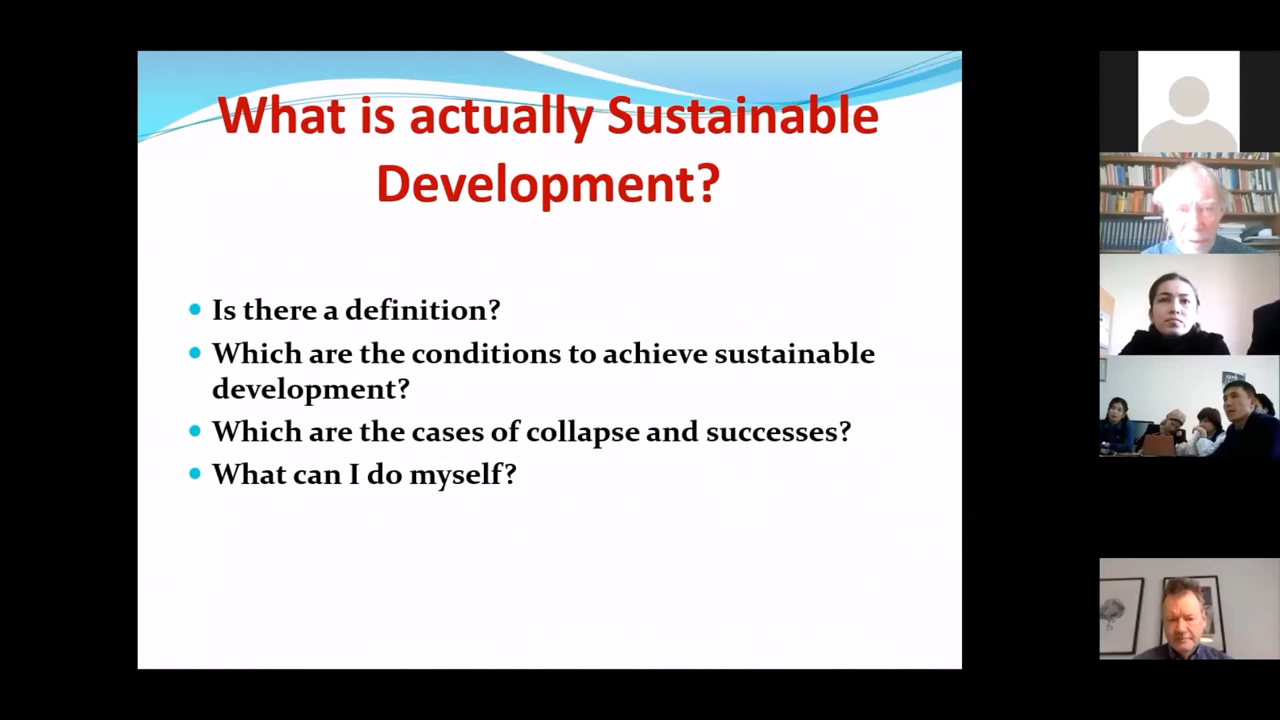 What is actually Sustainable
Development?
• Is there a definition?
• Which are the conditions to achieve sustainable
development?
• Which are the cases of collapse and successes?
• What can I do myself?